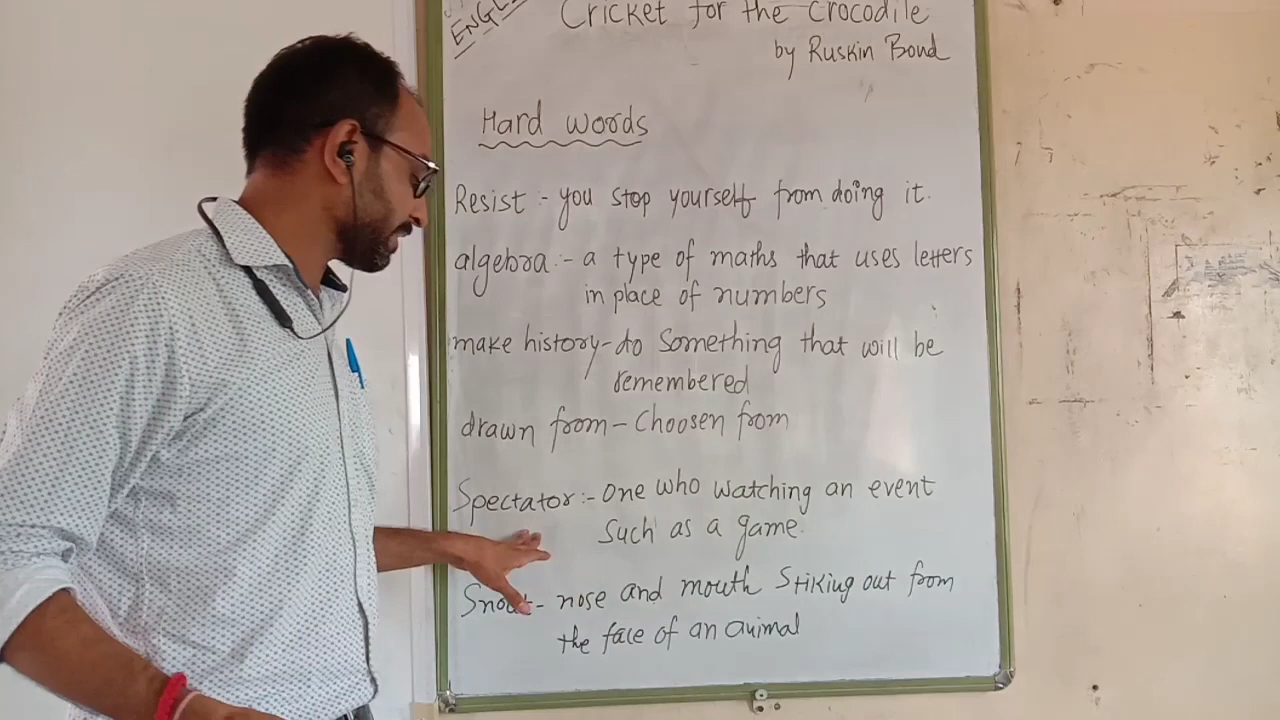 Cricket for the Crocodile
by Ruskin Bond
Hard words
Resist :- you stop yourself from doing it.
algebra :- a type of maths that uses letters
in place of numbers
make history - do something that will be
remembered
drawn from - Choosen from
Spectator :- One who watching an event
Such as a game.
Snout - nose and mouth Stiking out from
the face of an animal